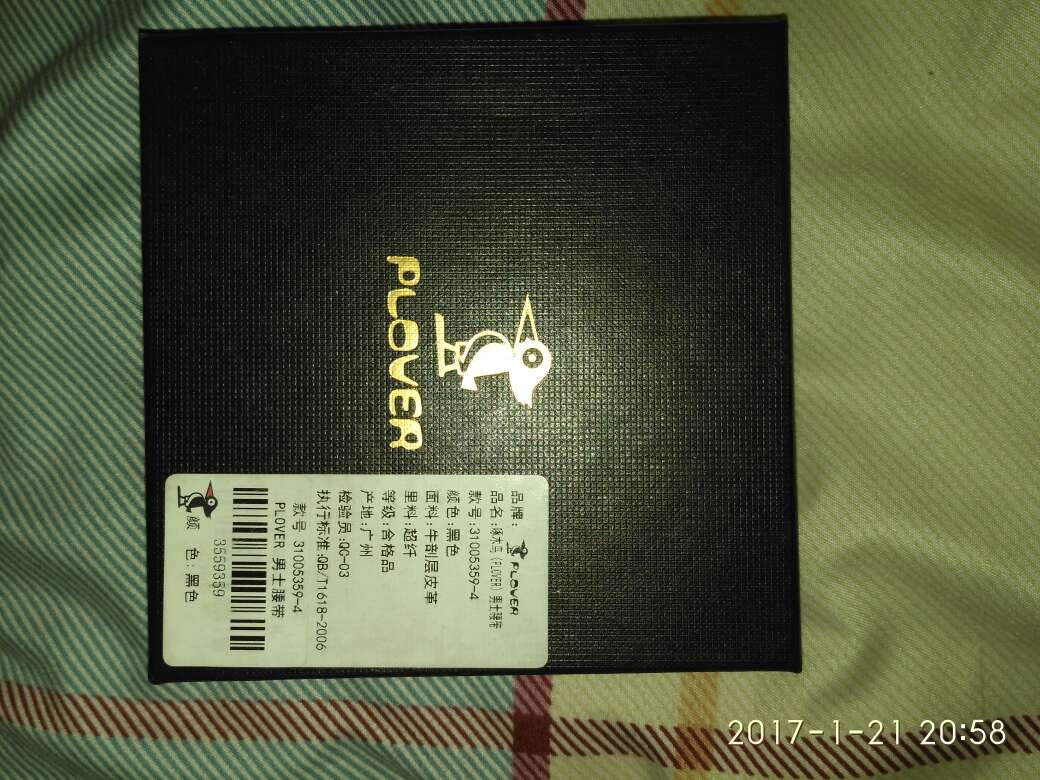 PLOVER
品牌: PLOVER
品名:啄木鸟(PLOVER)男士腰带
款号:31005359-4
颜色:黑色
面料:牛剖层皮革
里料:超纤
等级:合格品
产地:广州
检验员:QC-03
执行标准:QB/T1618-2006
款号 31005359-4
PLOVER 男士腰带
3559359
颜 色:黑色
2017-1-21 20:58